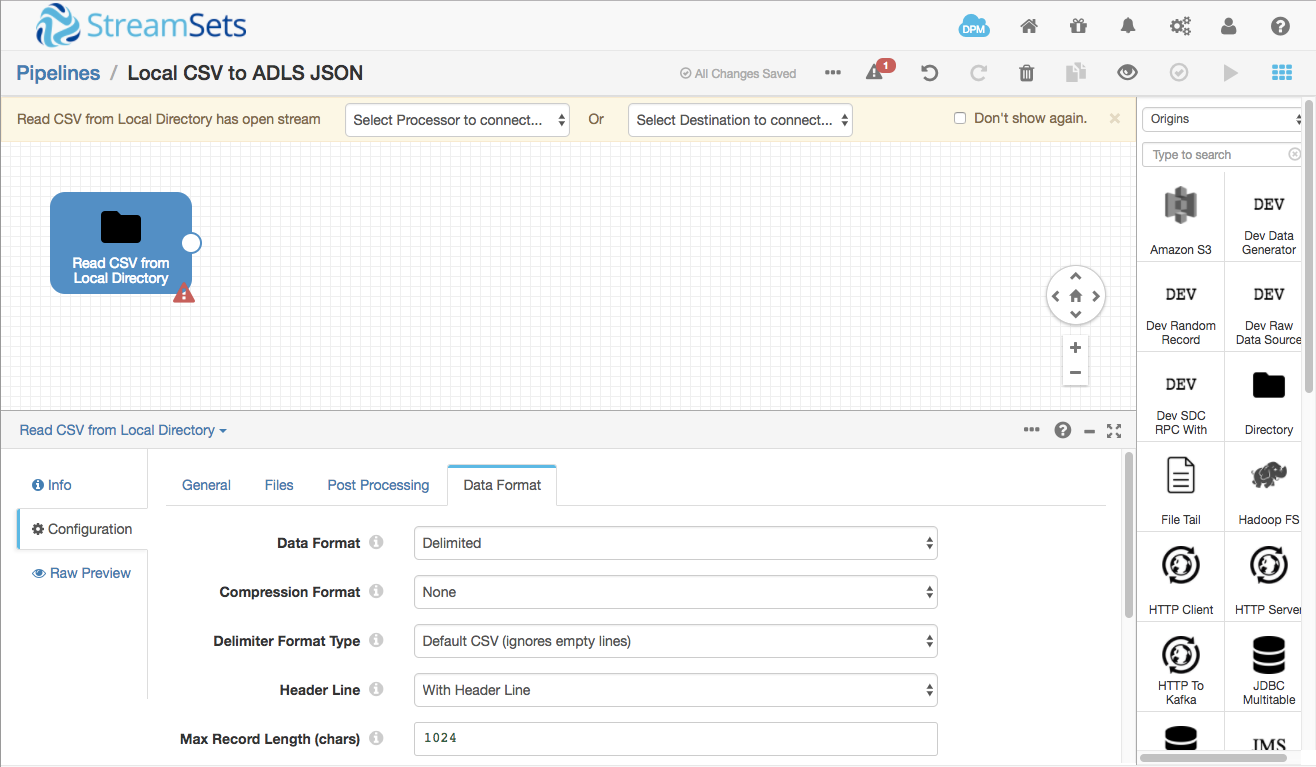 StreamSets
DPM
Pipelines / Local CSV to ADLS JSON
All Changes Saved
1
Read CSV from Local Directory has open stream
Select Processor to connect...
Or
Select Destination to connect...
Don't show again.
Read CSV from
Local Directory
Origins
Type to search
Amazon S3
DEV
Dev Data
Generator
DEV
Dev Random
Record
DEV
Dev Raw
Data Source
DEV
Dev SDC
RPC With
Directory
File Tail
Hadoop FS
HTTP Client
HTTP Server
HTTP To
Kafka
JDBC
Multitable
JMS
Read CSV from Local Directory
Info
Configuration
Raw Preview
General
Files
Post Processing
Data Format
Data Format
Delimited
Compression Format
None
Delimiter Format Type
Default CSV (ignores empty lines)
Header Line
With Header Line
Max Record Length (chars)
1024